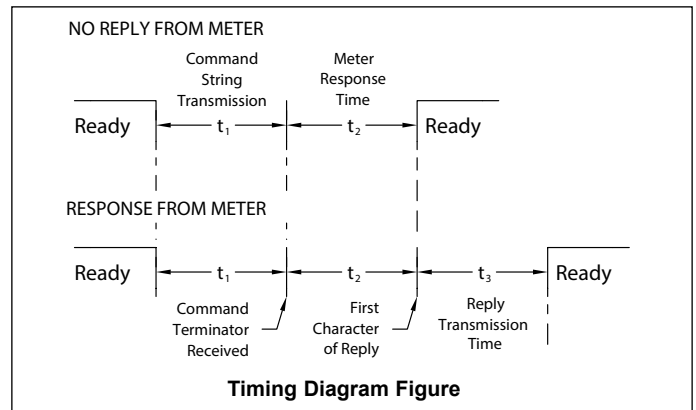 NO REPLY FROM METER
Command
String
Transmission
Meter
Response
Time
Ready
t₁
t₂
Ready
RESPONSE FROM METER
Ready
t₁
t₂
t₃
Ready
Command
Terminator
Received
First
Character
of Reply
Reply
Transmission
Time
Timing Diagram Figure